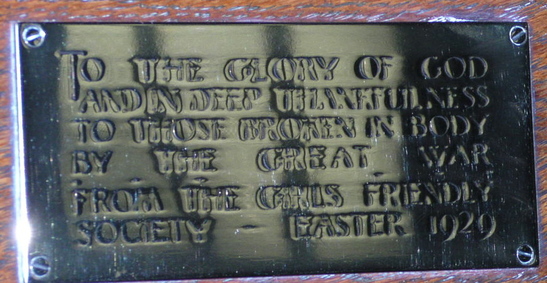 TO THE GLORY OF GOD
AND IN DEEP THANKFULNESS
TO THOSE BROKEN IN BODY
BY THE GREAT WAR
FROM THE GIRLS FRIENDLY
SOCIETY - EASTER 1929